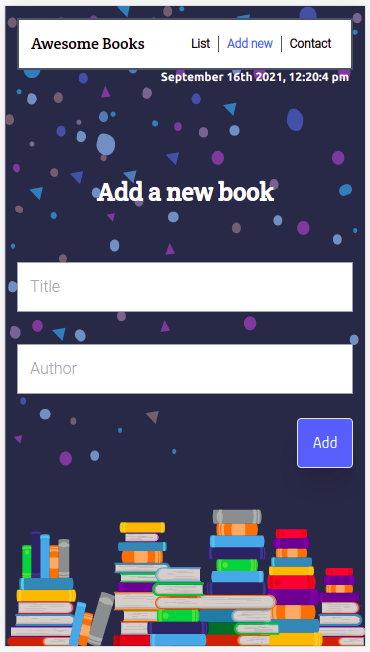 Awesome Books
List | Add new | Contact
September 16th 2021, 12:20:4 pm
Add a new book
Title
Author
Add